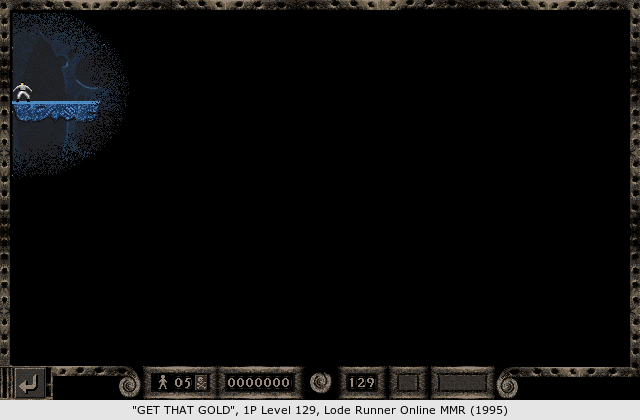 05 0000000 129
"GET THAT GOLD", 1P Level 129, Lode Runner Online MMR (1995)